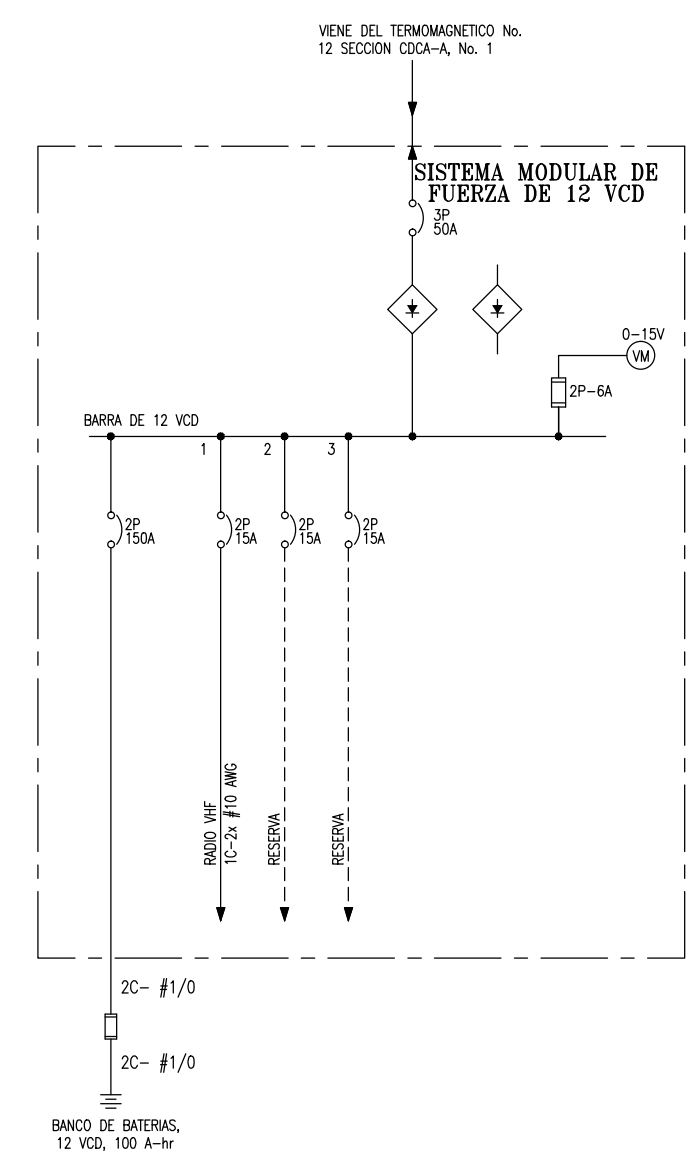 VIENE DEL TERMOMAGNETICO No.
12 SECCION CDCA-A, No. 1
SISTEMA MODULAR DE
FUERZA DE 12 VCD
3P
50A
0-15V
VM
2P-6A
BARRA DE 12 VCD
1
2
3
2P
150A
2P
15A
2P
15A
2P
15A
RADIO VHF
1C-2x #10 AWG
RESERVA
RESERVA
2C- #1/0
2C- #1/0
BANCO DE BATERIAS,
12 VCD, 100 A-hr